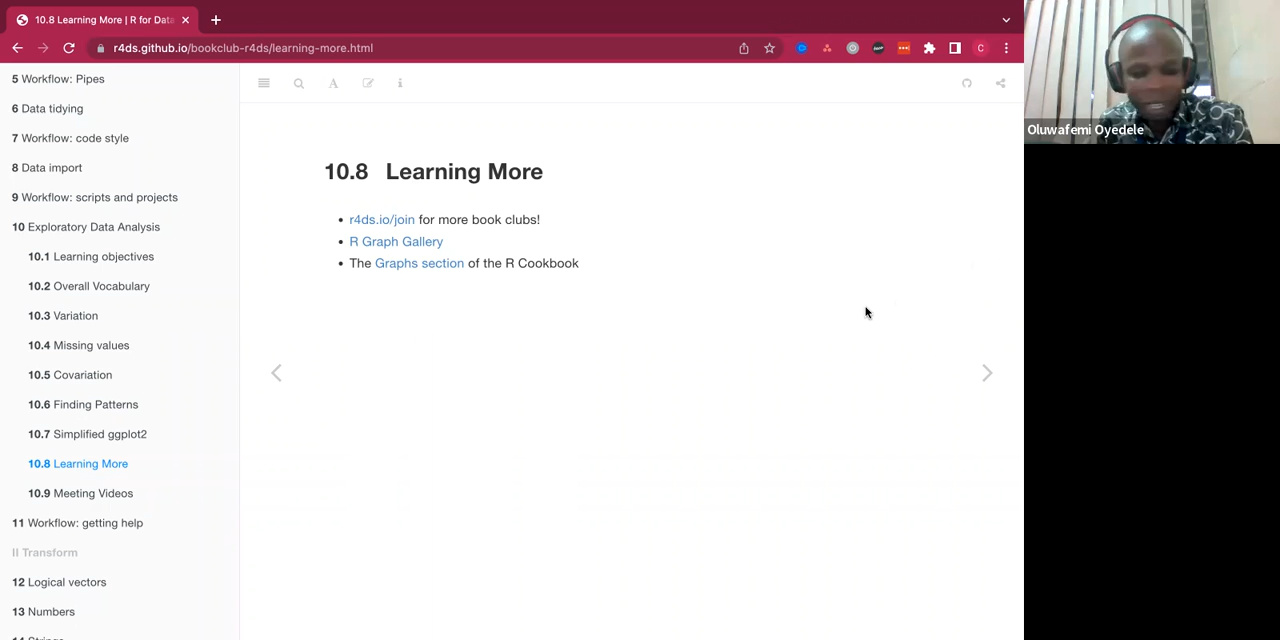 10.8 Learning More | R for Data
r4ds.github.io/bookclub-r4ds/learning-more.html
C
5 Workflow: Pipes
6 Data tidying
7 Workflow: code style
8 Data import
9 Workflow: scripts and projects
10 Exploratory Data Analysis
10.1 Learning objectives
10.2 Overall Vocabulary
10.3 Variation
10.4 Missing values
10.5 Covariation
10.6 Finding Patterns
10.7 Simplified ggplot2
10.8 Learning More
10.9 Meeting Videos
11 Workflow: getting help
II Transform
12 Logical vectors
13 Numbers
10.8 Learning More
• r4ds.io/join for more book clubs!
• R Graph Gallery
• The Graphs section of the R Cookbook
Oluwafemi Oyedele